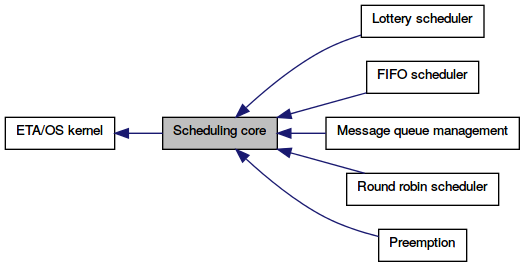 Lottery scheduler
FIFO scheduler
ETA/OS kernel
Scheduling core
Message queue management
Round robin scheduler
Preemption